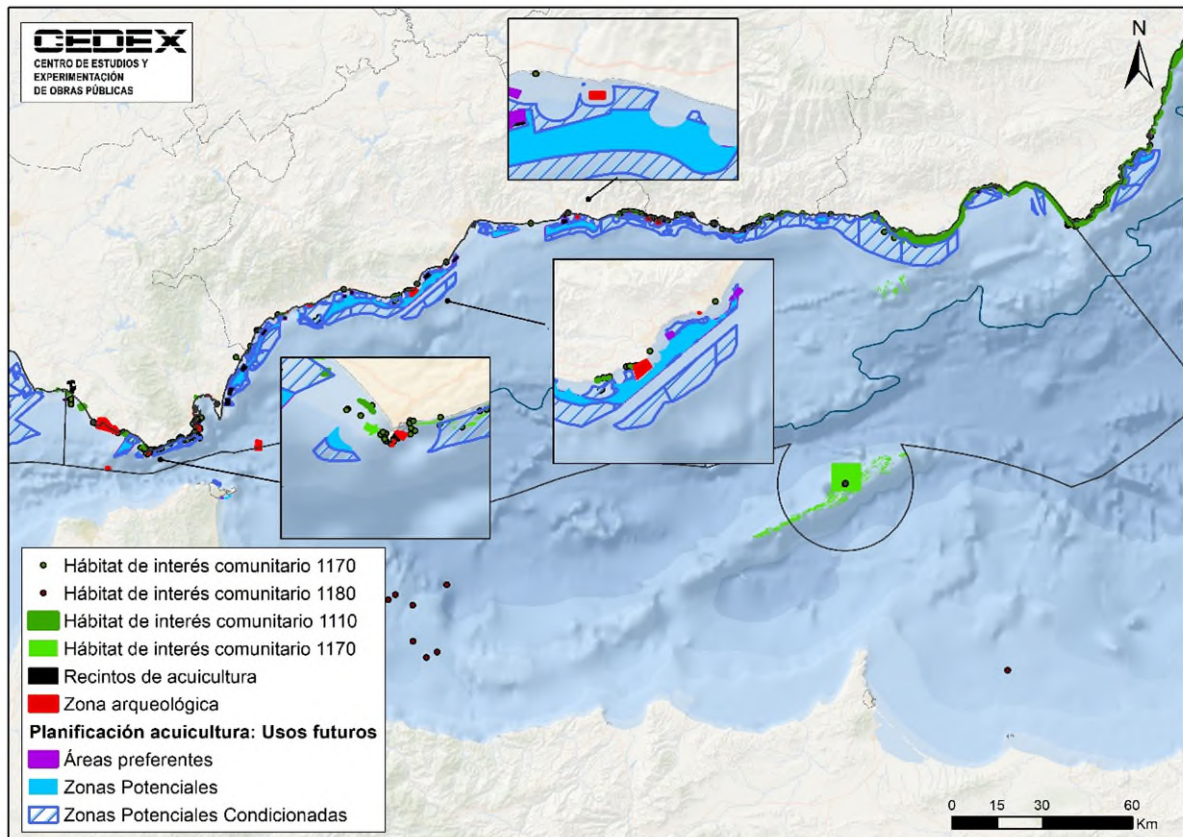 CEDEX
CENTRO DE ESTUDIOS Y
EXPERIMENTACIÓN
DE OBRAS PÚBLICAS
N
Hábitat de interés comunitario 1170
Hábitat de interés comunitario 1180
Hábitat de interés comunitario 1110
Hábitat de interés comunitario 1170
Recintos de acuicultura
Zona arqueológica
Planificación acuicultura: Usos futuros
Áreas preferentes
Zonas Potenciales
Zonas Potenciales Condicionadas
0 15 30 60
Km